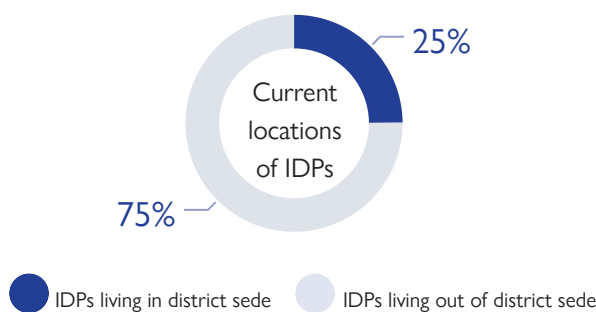 25%
Current
locations
of IDPs
75%
IDPs living in district sede
IDPs living out of district sede